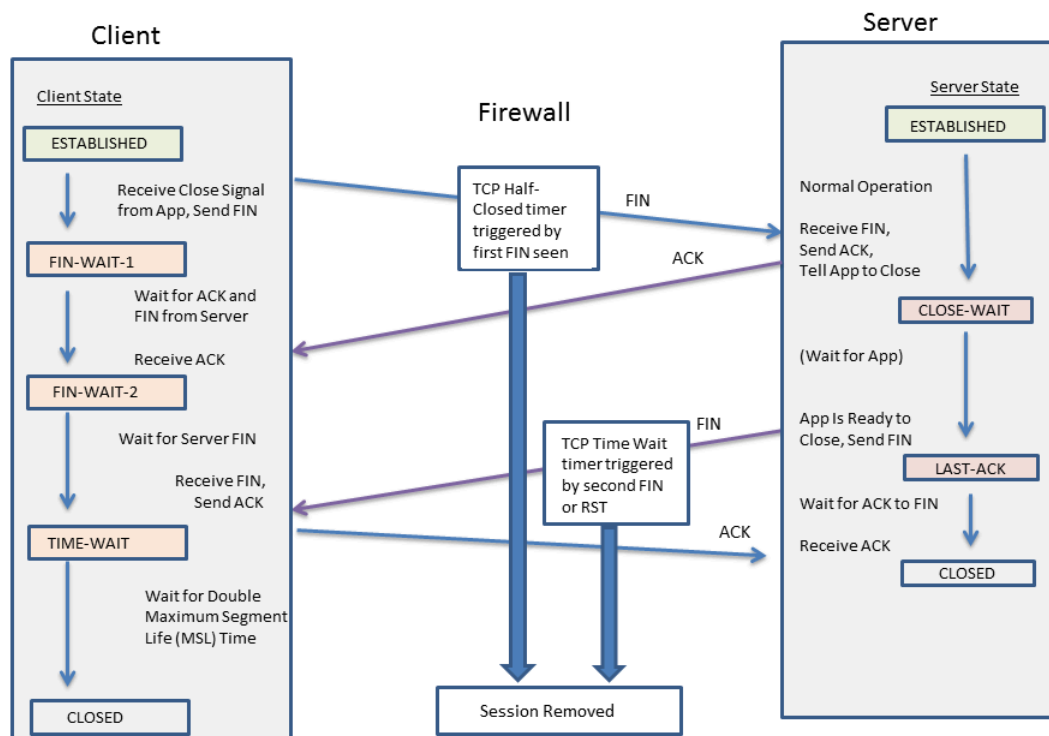 Client
Client State
ESTABLISHED
Receive Close Signal
from App, Send FIN
FIN-WAIT-1
Wait for ACK and
FIN from Server
Receive ACK
FIN-WAIT-2
Wait for Server FIN
Receive FIN,
Send ACK
TIME-WAIT
Wait for Double
Maximum Segment
Life (MSL) Time
CLOSED
Firewall
TCP Half-
Closed timer
triggered by
first FIN seen
FIN
ACK
FIN
TCP Time Wait
timer triggered
by second FIN
or RST
ACK
Session Removed
Server
Server State
ESTABLISHED
Normal Operation
Receive FIN,
Send ACK,
Tell App to Close
CLOSE-WAIT
(Wait for App)
App Is Ready to
Close, Send FIN
LAST-ACK
Wait for ACK to FIN
Receive ACK
CLOSED